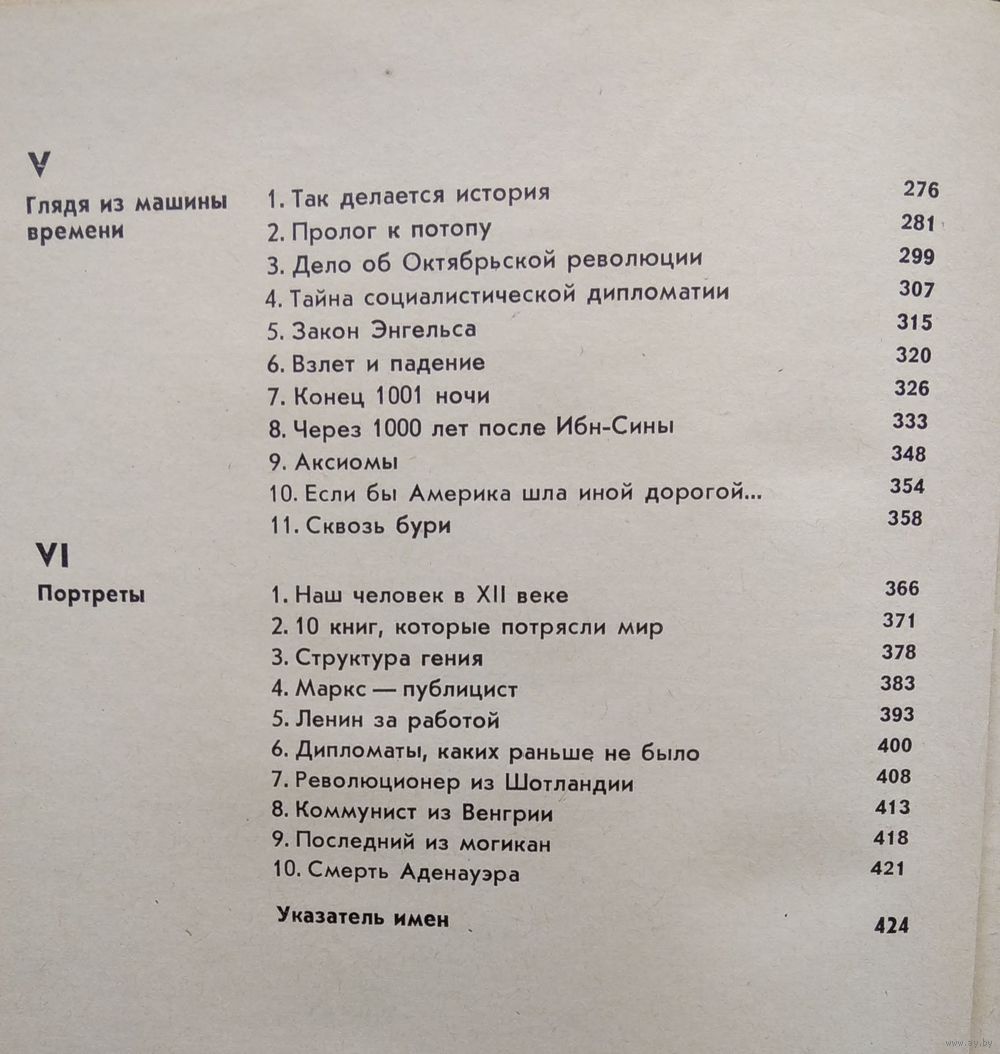 V
Глядя из машины
времени
1. Так делается история 276
2. Пролог к потопу 281
3. Дело об Октябрьской революции 299
4. Тайна социалистической дипломатии 307
5. Закон Энгельса 315
6. Взлет и падение 320
7. Конец 1001 ночи 326
8. Через 1000 лет после Ибн-Сины 333
9. Аксиомы 348
10. Если бы Америка шла иной дорогой... 354
11. Сквозь бури 358
VI
Портреты
1. Наш человек в XII веке 366
2. 10 книг, которые потрясли мир 371
3. Структура гения 378
4. Маркс — публицист 383
5. Ленин за работой 393
6. Дипломаты, каких раньше не было 400
7. Революционер из Шотландии 408
8. Коммунист из Венгрии 413
9. Последний из могикан 418
10. Смерть Аденауэра 421
Указатель имен 424
www.ay.by